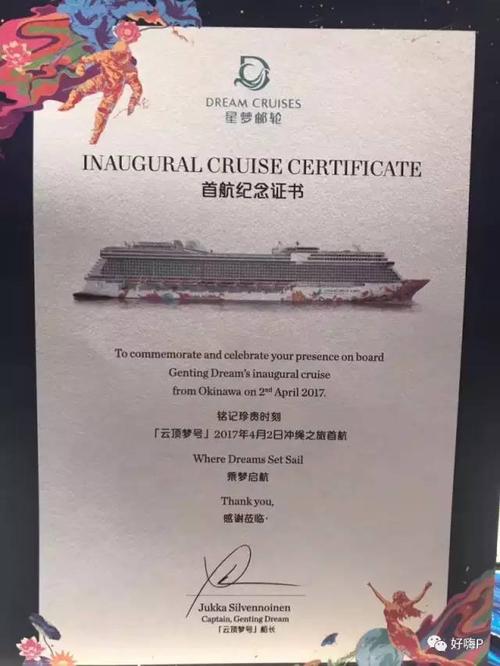 DREAM CRUISES
星梦邮轮
INAUGURAL CRUISE CERTIFICATE
首航纪念证书
To commemorate and celebrate your presence on board
Genting Dream's inaugural cruise
from Okinawa on 2nd April 2017.
铭记珍贵时刻
「云顶梦号」2017年4月2日冲绳之旅首航
Where Dreams Set Sail
乘梦启航
Thank you,
感谢莅临·
Jukka Silvennoinen
Captain, Genting Dream
「云顶梦号」船长
好嗨P